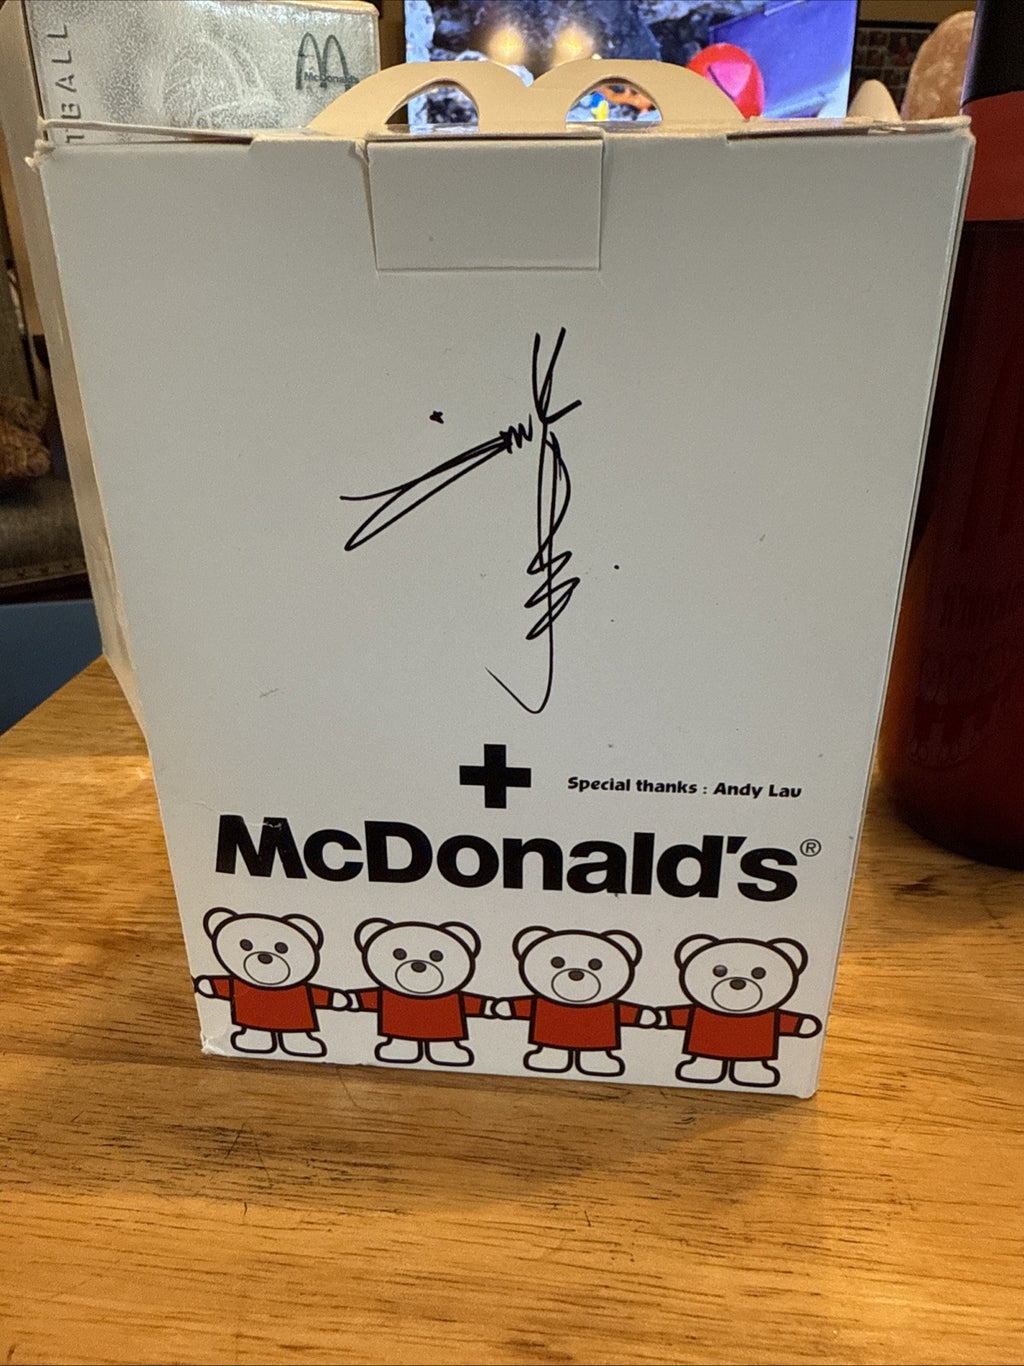 TBALL
McDonald's
Special thanks : Andy Lau
McDonald's®